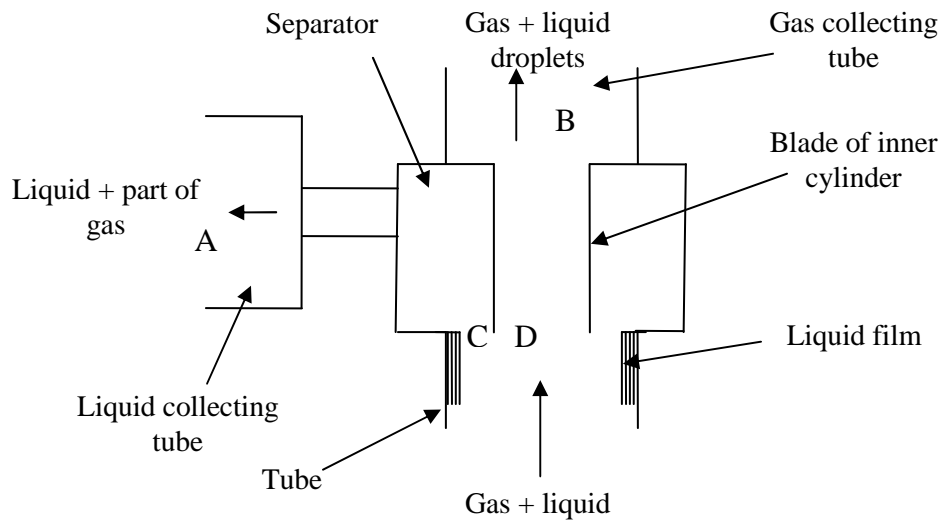 Separator
Gas + liquid
droplets
Gas collecting
tube
B
Blade of inner
cylinder
Liquid + part of
gas
A
C D
Liquid film
Liquid collecting
tube
Tube
Gas + liquid